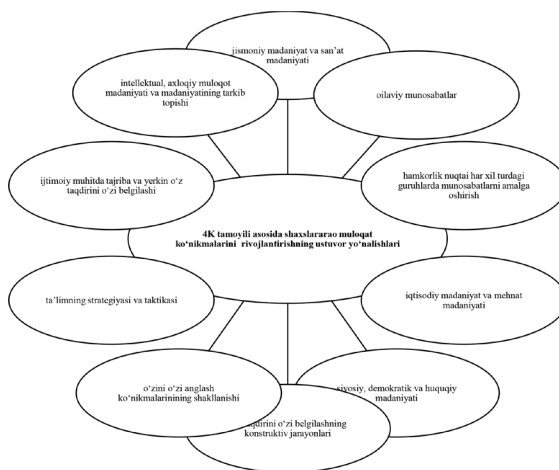 jismoniy madaniyat va san'at
madaniyati
intellektual, axloqiy muloqot
madaniyati va madaniyatining tarkib
topishi
oilaviy munosabatlar
ijtimoiy muhitda tajriba va yerkin o'z
taqdirini o'zi belgilashi
hamkorlik nuqtai har xil turdagi
guruhlarda munosabatlarni amalga
oshirish
4K tamoyili asosida shaxslararao muloqat
ko'nikmalarini rivojlantirishning ustuvor yo'nalishlari
ta'limning strategiyasi va taktikasi
iqtisodiy madaniyat va mehnat
madaniyati
o'zini o'zi anglash
ko'nikmalarinining shakllanishi
siyosiy, demokratik va huquqiy
madaniyati
o'zi belgilashning
konstruktiv jarayonlari